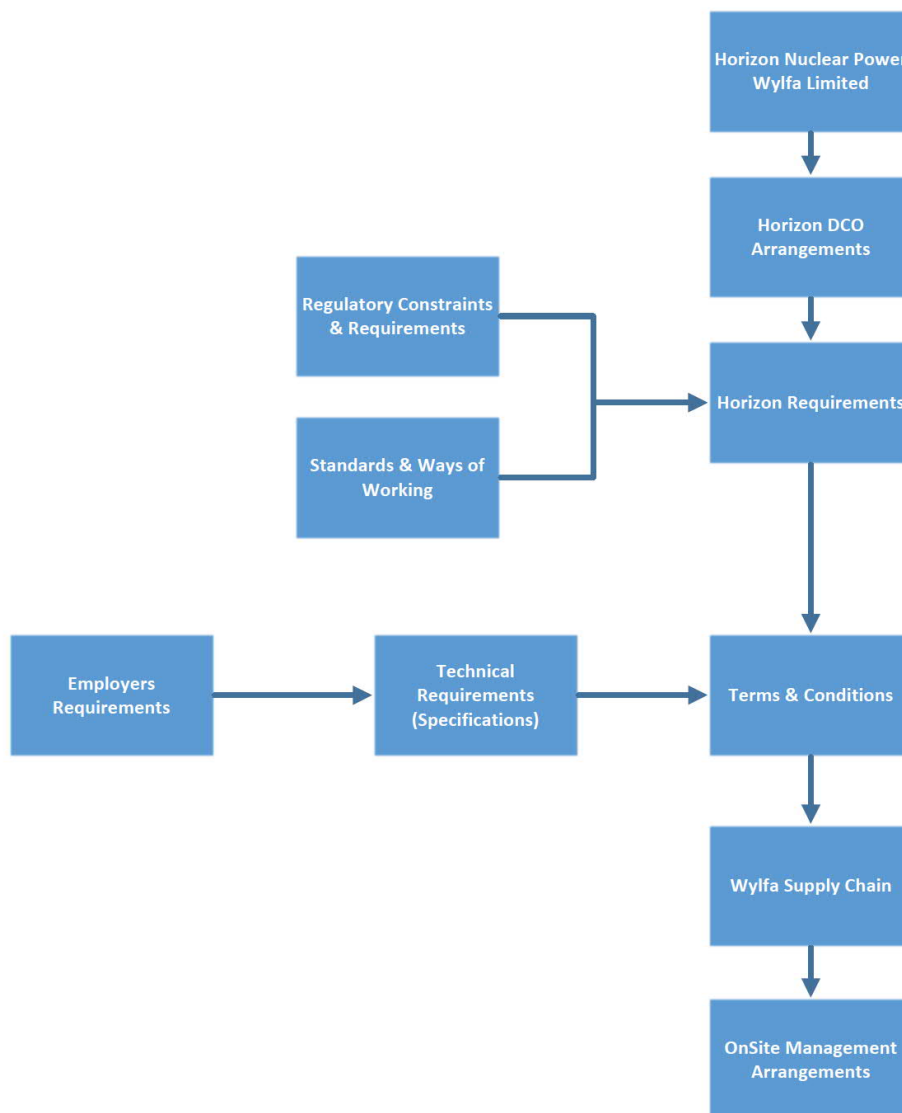 Horizon Nuclear Power
Wylfa Limited
Horizon DCO
Arrangements
Regulatory Constraints
& Requirements
Horizon Requirements
Standards & Ways of
Working
Employers
Requirements
Technical
Requirements
(Specifications)
Terms & Conditions
Wylfa Supply Chain
OnSite Management
Arrangements